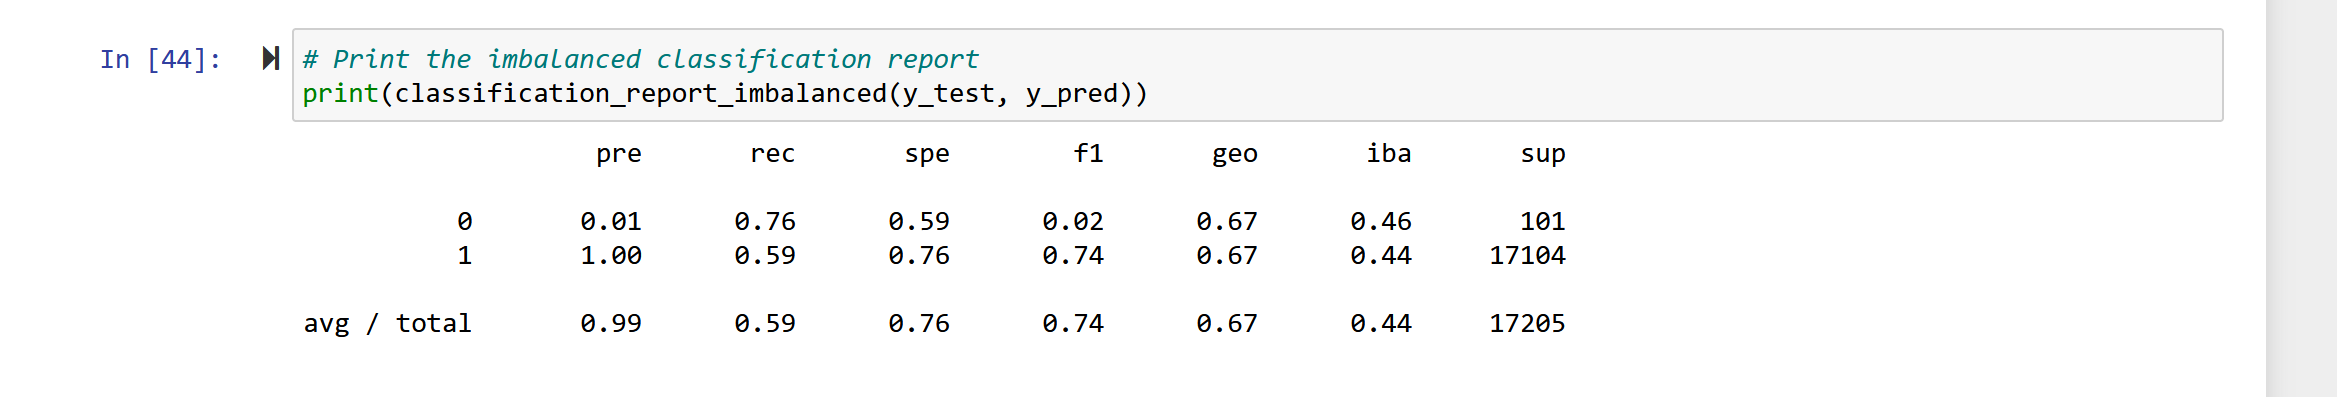 In [44]: # Print the imbalanced classification report
print(classification_report_imbalanced(y_test, y_pred))
pre rec spe f1 geo iba sup
0 0.01 0.76 0.59 0.02 0.67 0.46 101
1 1.00 0.59 0.76 0.74 0.67 0.44 17104
avg / total 0.99 0.59 0.76 0.74 0.67 0.44 17205